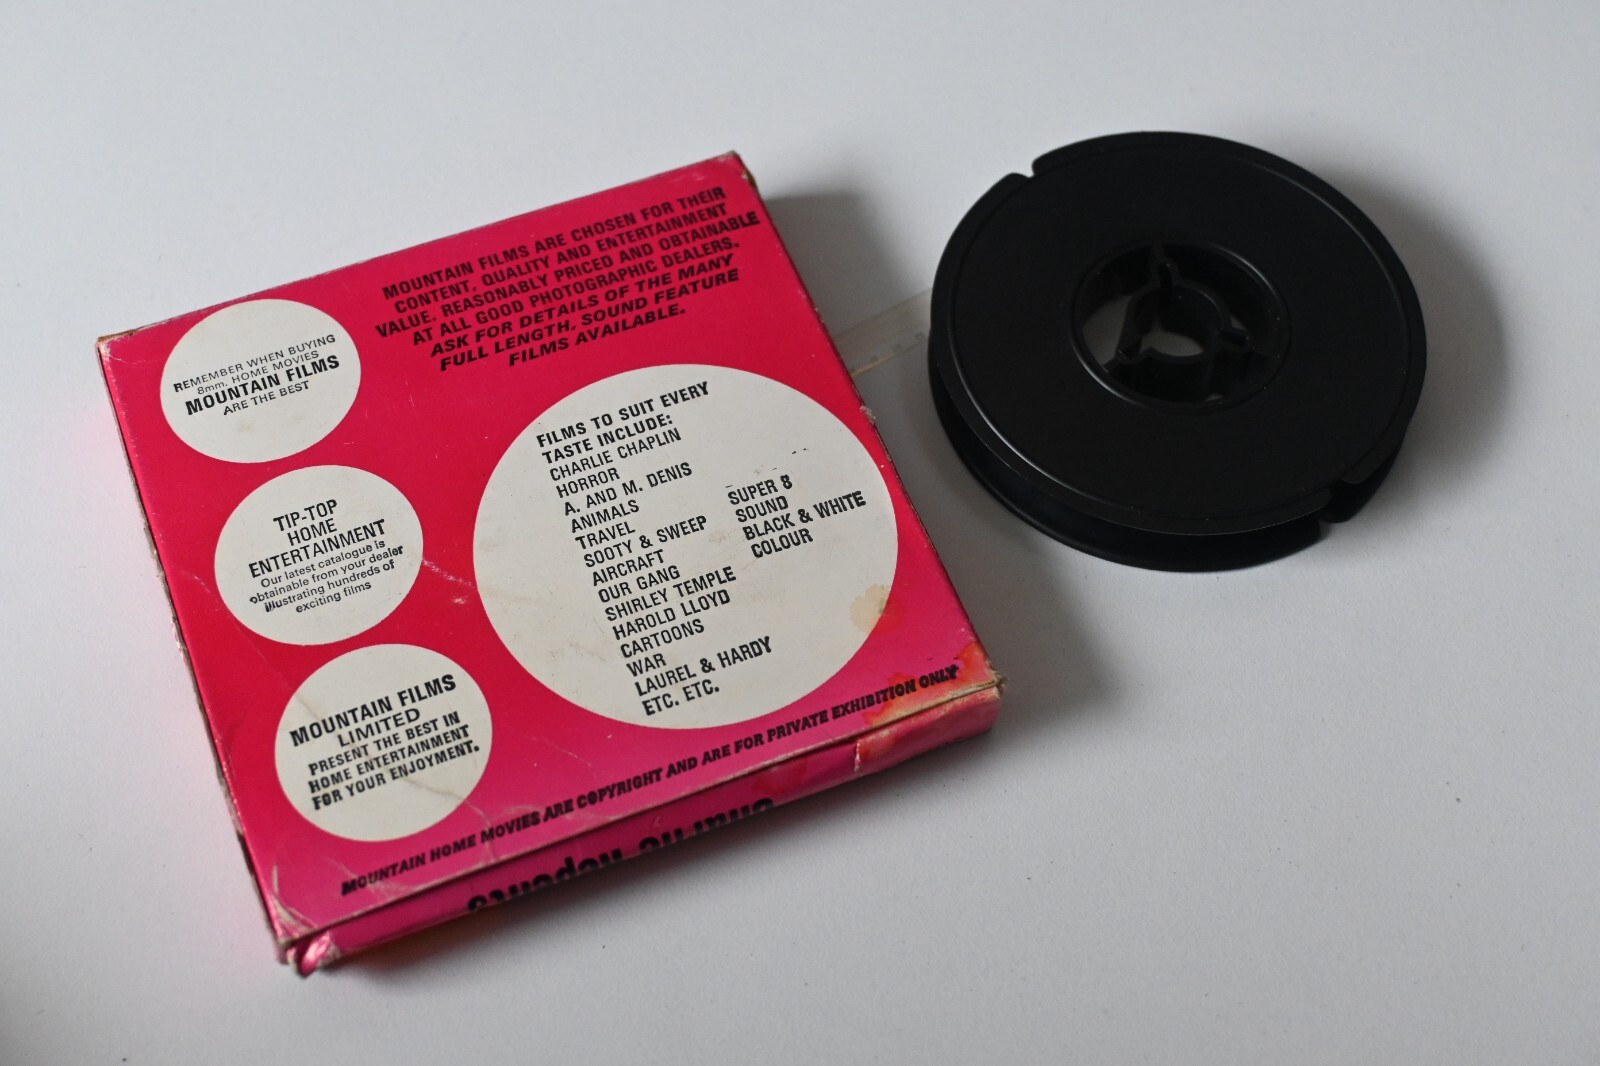 MOUNTAIN FILMS ARE CHOSEN FOR THEIR
CONTENT, QUALITY AND ENTERTAINMENT
VALUE. REASONABLY PRICED AND OBTAINABLE
AT ALL GOOD PHOTOGRAPHIC DEALERS.
ASK FOR DETAILS OF THE MANY
FULL LENGTH, SOUND FEATURE
FILMS AVAILABLE.
REMEMBER WHEN BUYING
8mm. HOME MOVIES
MOUNTAIN FILMS
ARE THE BEST
TIP-TOP
HOME
ENTERTAINMENT
Our latest catalogue is
obtainable from your dealer
illustrating hundreds of
exciting films
MOUNTAIN FILMS
LIMITED
PRESENT THE BEST IN
HOME ENTERTAINMENT
FOR YOUR ENJOYMENT.
FILMS TO SUIT EVERY
TASTE INCLUDE:
CHARLIE CHAPLIN
HORROR
A. AND M. DENIS
ANIMALS
TRAVEL
SOOTY & SWEEP
AIRCRAFT
OUR GANG
SHIRLEY TEMPLE
HAROLD LLOYD
CARTOONS
WAR
LAUREL & HARDY
ETC. ETC.
SUPER 8
SOUND
BLACK & WHITE
COLOUR
MOUNTAIN HOME MOVIES ARE COPYRIGHT AND ARE FOR PRIVATE EXHIBITION ONLY